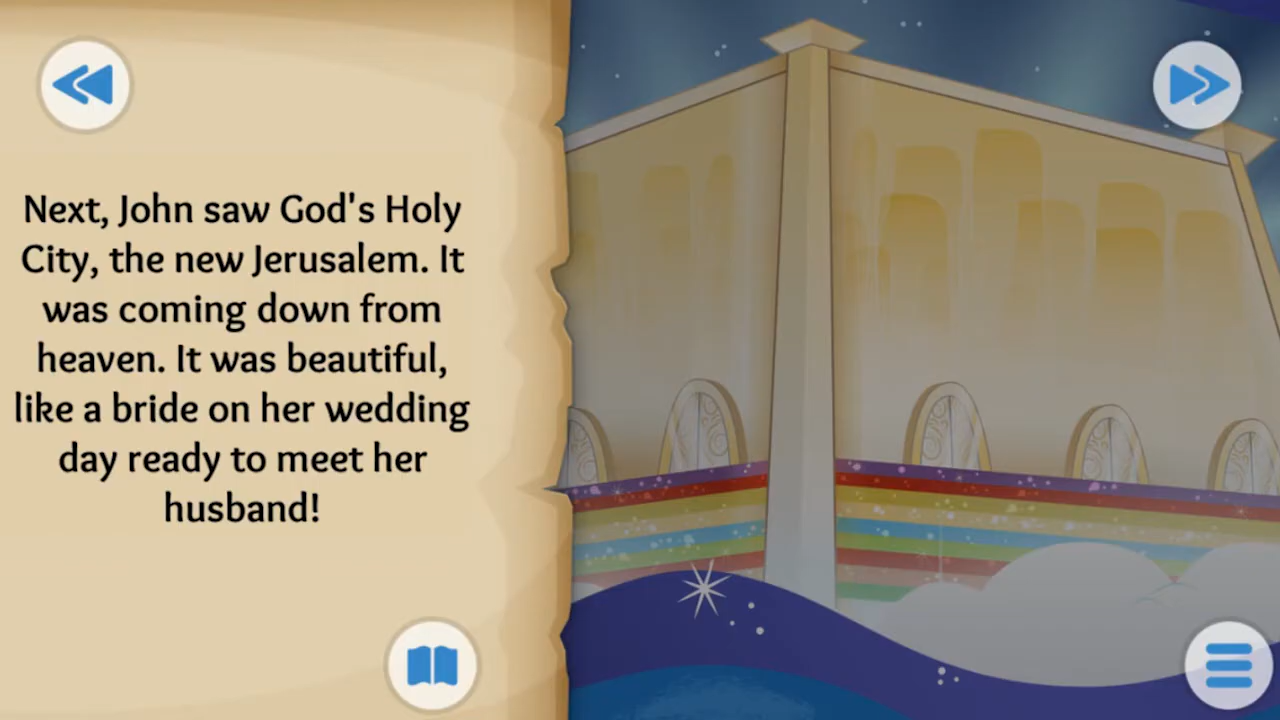 Next, John saw God's Holy
City, the new Jerusalem. It
was coming down from
heaven. It was beautiful,
like a bride on her wedding
day ready to meet her
husband!